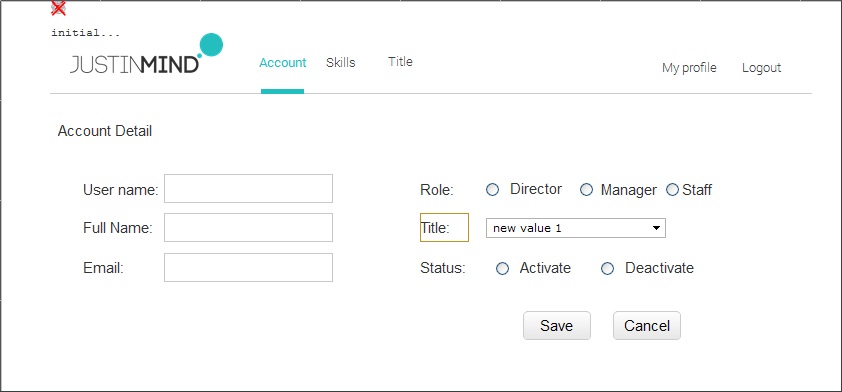 initial...
JUSTINMIND Account Skills Title My profile Logout
Account Detail
User name: Role: Director Manager Staff
Full Name: Title: new value 1
Email: Status: Activate Deactivate
Save Cancel